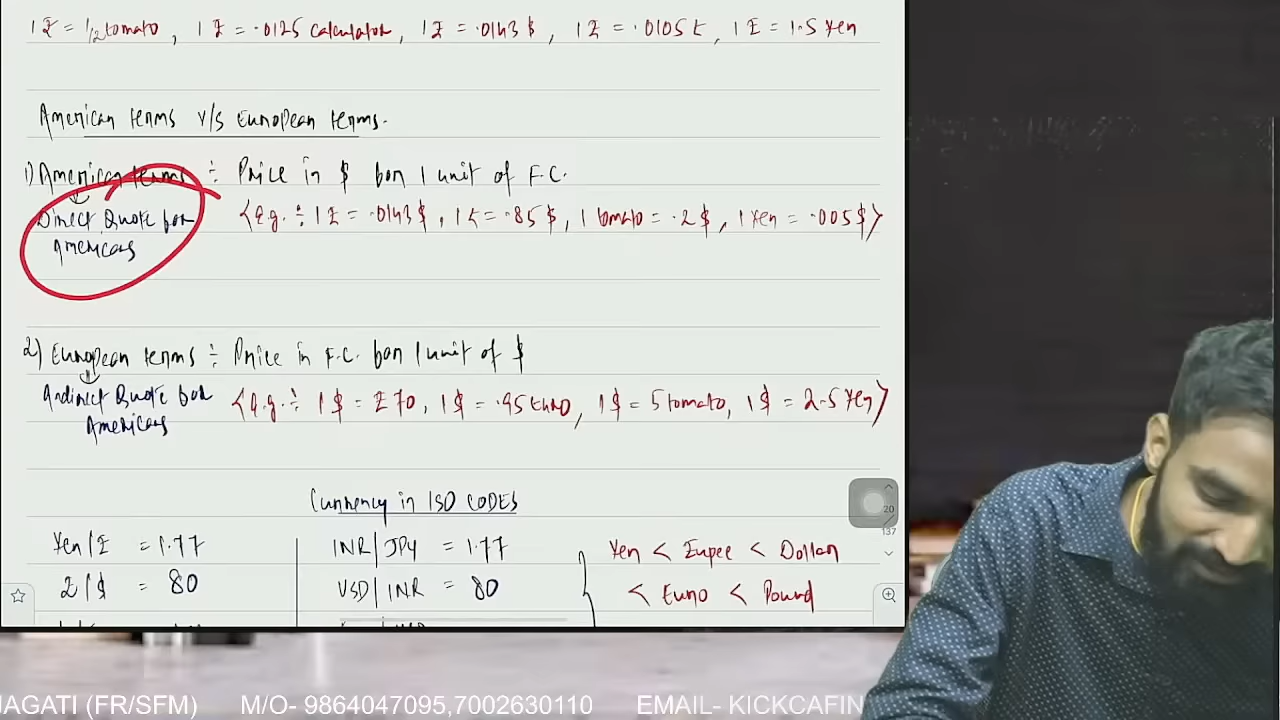 1 ₹ = 1/2 tomato, 1 ₹ = .0125 calculator, 1 ₹ = .0143 $, 1 ₹ = .0105 €, 1 ₹ = 1.5 Yen
American terms v/s European terms.
1) American terms ÷ Price in $ for 1 unit of F.C.
Direct Quote for Americans
<e.g. ÷ 1 ₹ = .0143 $, 1 € = .85 $, 1 tomato = .2 $, 1 Yen = .005 $>
2) European terms ÷ Price in F.C. for 1 unit of $
Indirect Quote for Americans
<e.g. ÷ 1 $ = ₹ 70, 1 $ = .95 Euro, 1 $ = 5 tomato, 1 $ = 2.5 Yen>
Currency in ISO CODES
Yen/₹ = 1.77
INR/JPY = 1.77
Yen < Rupee < Dollar
₹/$ = 80
USD/INR = 80
< Euro < Pound
20
137
JAGATI (FR/SFM) M/O- 9864047095,7002630110 EMAIL- KICKCAFIN